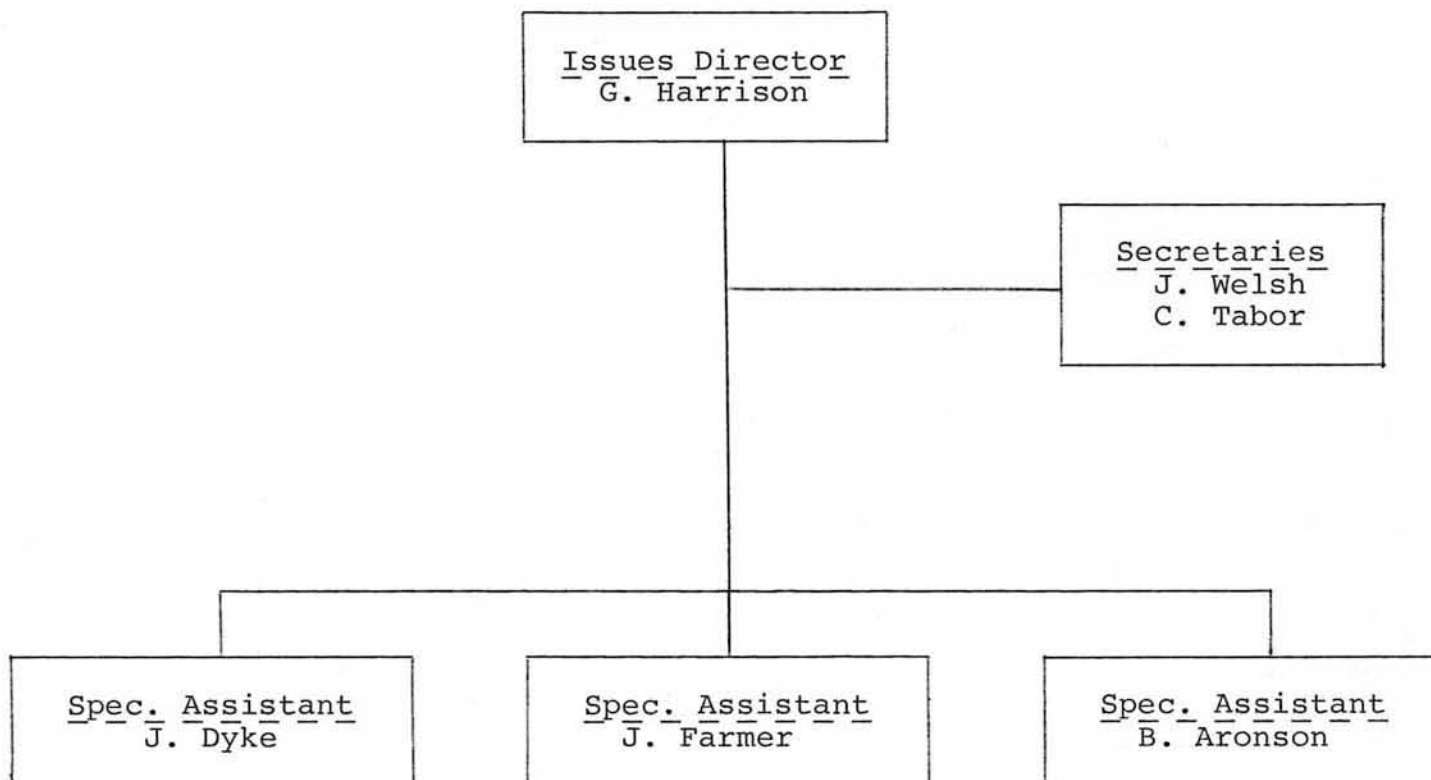 Issues Director
G. Harrison
Secretaries
J. Welsh
C. Tabor
Spec. Assistant
J. Dyke
Spec. Assistant
J. Farmer
Spec. Assistant
B. Aronson